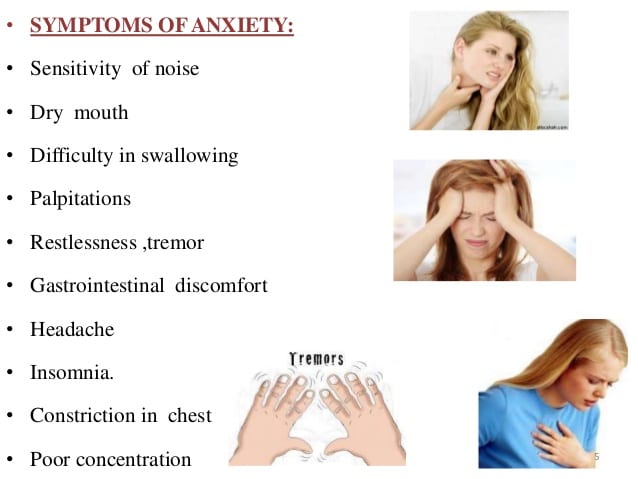 • SYMPTOMS OF ANXIETY:
• Sensitivity of noise
• Dry mouth
• Difficulty in swallowing
• Palpitations
• Restlessness ,tremor
• Gastrointestinal discomfort
• Headache
• Insomnia.
• Constriction in chest
• Poor concentration
Tremors
5